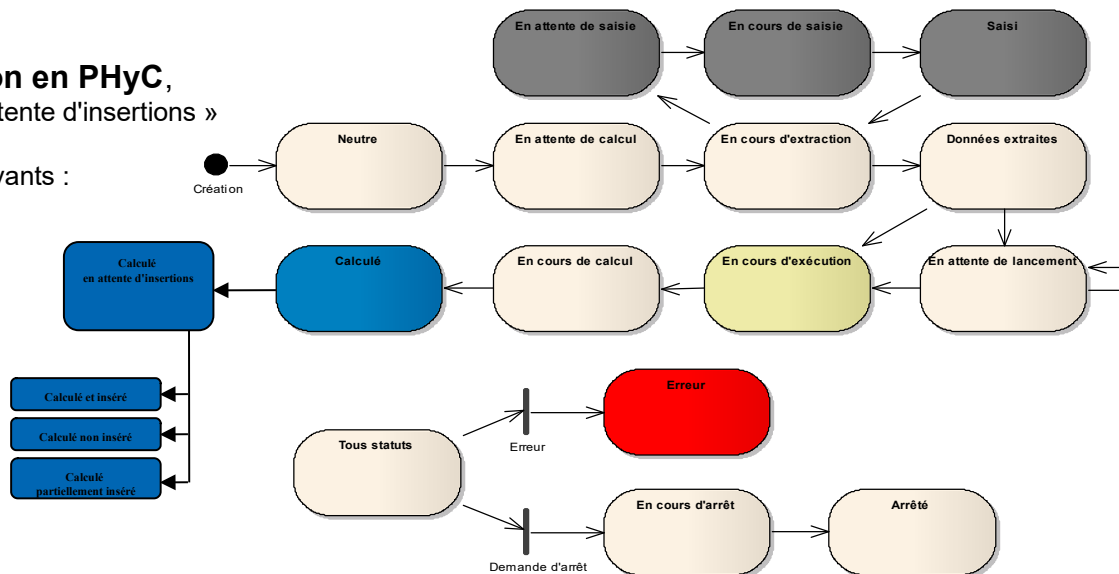 on en PHyC,
tente d'insertions »
vants :
En attente de saisie
En cours de saisie
Saisi
Neutre
En attente de calcul
En cours d'extraction
Données extraites
Création
Calculé
en attente d'insertions
Calculé
En cours de calcul
En cours d'exécution
En attente de lancement
Calculé et inséré
Calculé non inséré
Calculé
partiellement inséré
Tous statuts
Erreur
Erreur
En cours d'arrêt
Arrêté
Demande d'arrêt